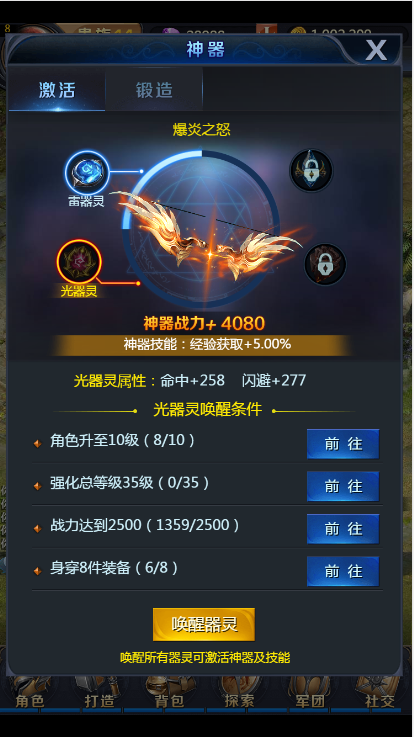 8
神器
X
激活
锻造
爆炎之怒
雷器灵
光器灵
神器战力+ 4080
神器技能：经验获取+5.00%
光器灵属性：命中+258 闪避+277
光器灵唤醒条件
角色升至10级（8/10） 前 往
强化总等级35级（0/35） 前 往
战力达到2500（1359/2500） 前 往
身穿8件装备（6/8） 前 往
唤醒器灵
唤醒所有器灵可激活神器及技能
角色 打造 背包 探索 军团 社交